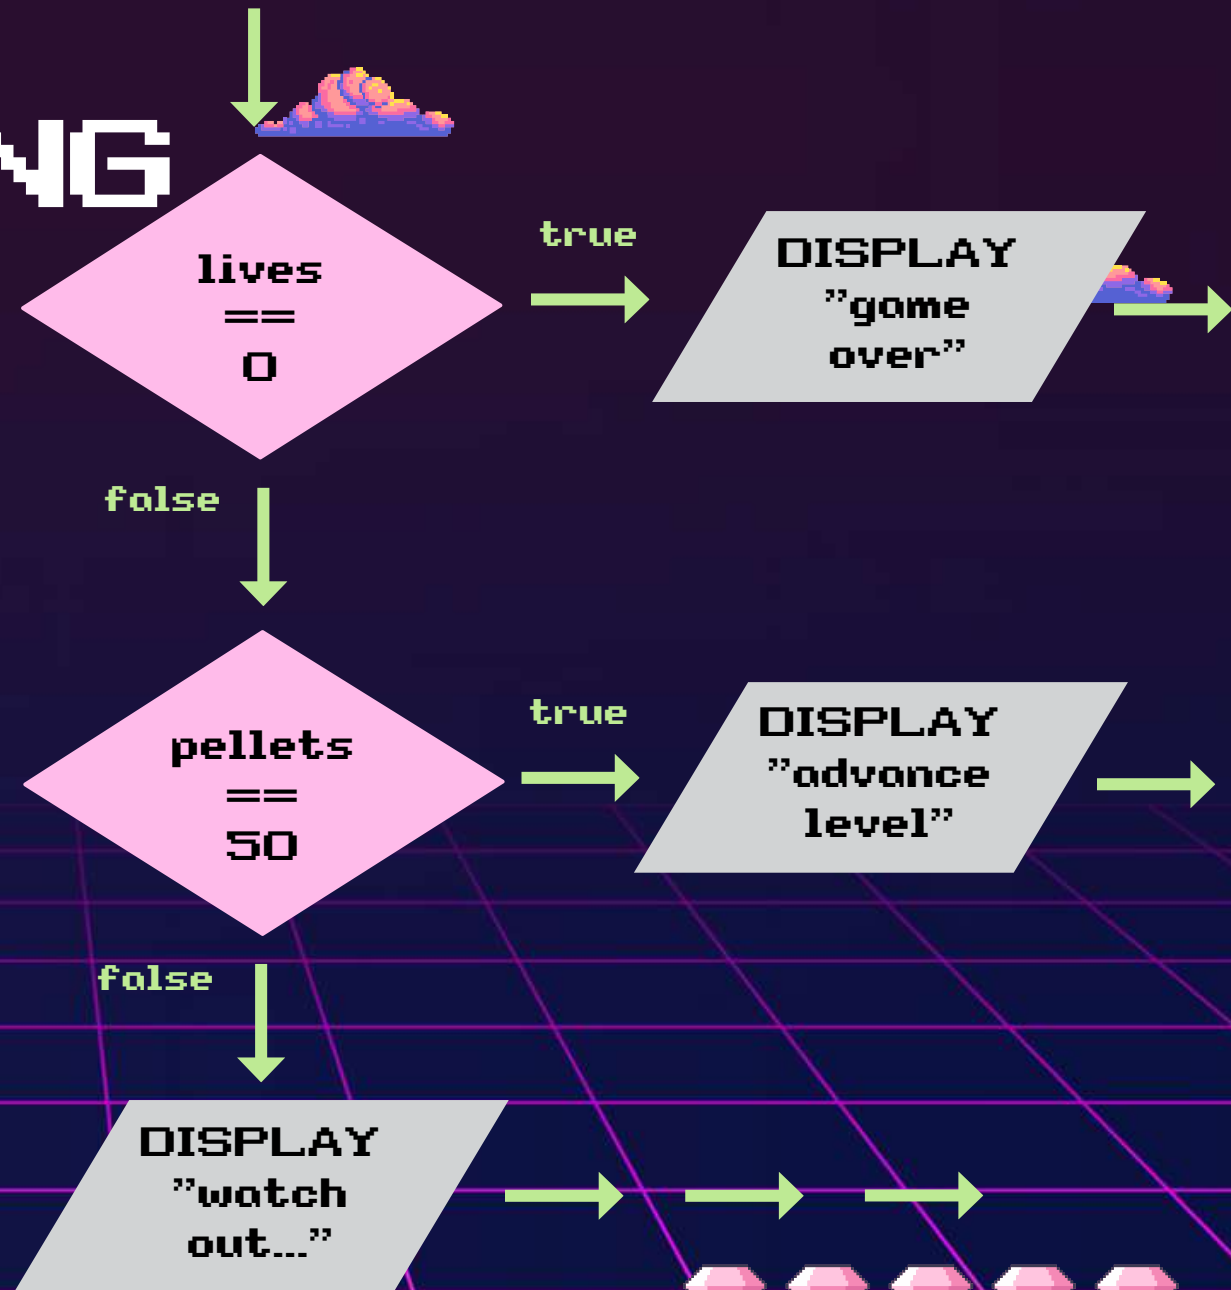 NG
lives
==
0
true
DISPLAY
”game
over”
false
pellets
==
50
true
DISPLAY
”advance
level”
false
DISPLAY
”watch
out...”